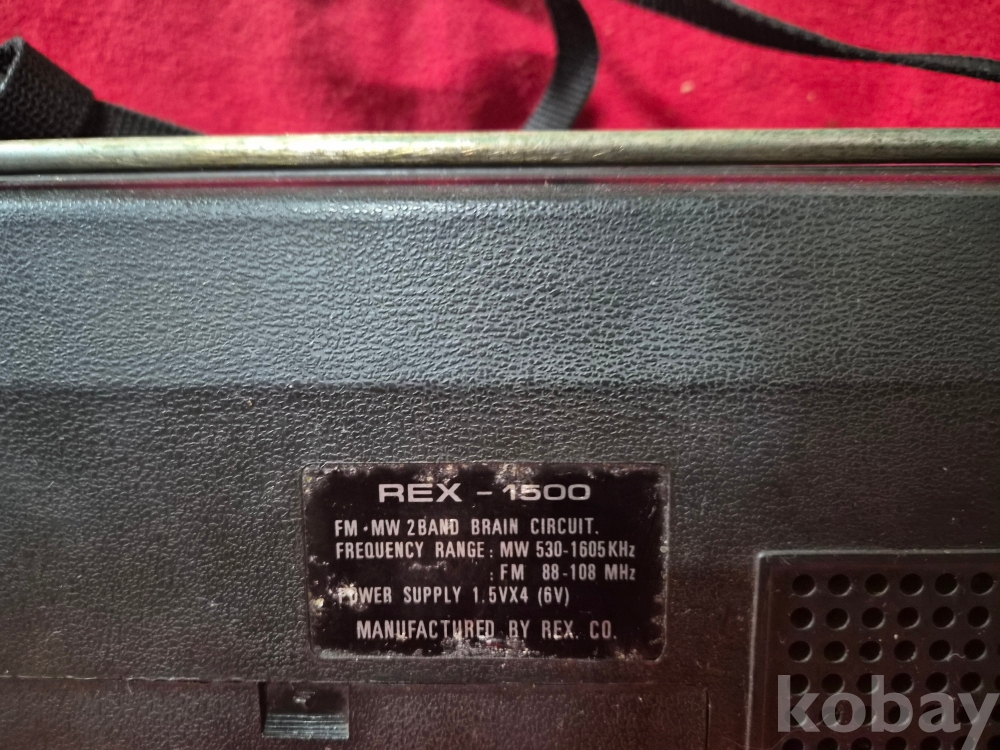 REX - 1500
FM·MW 2BAND BRAIN CIRCUIT.
FREQUENCY RANGE: MW 530-1605KHz
: FM 88-108 MHz
POWER SUPPLY 1.5VX4 (6V)
MANUFACTURED BY REX. CO.
kobay